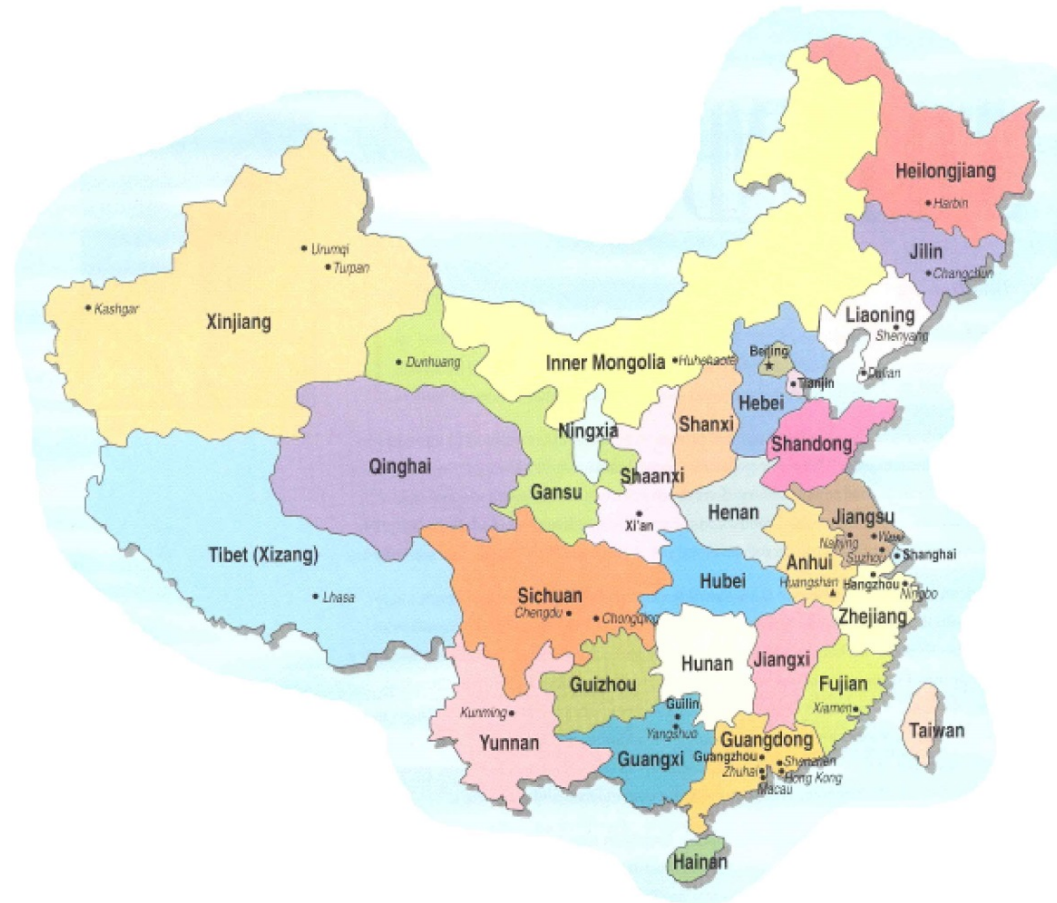 Heilongjiang
Harbin
Urumqi
Turpan
Jilin
Changchun
Kashgar
Xinjiang
Liaoning
Shenyang
Beijing
Dunhuang
Inner Mongolia
Huhehaote
Dalian
Tianjin
Hebei
Shanxi
Ningxia
Shandong
Qinghai
Shaanxi
Gansu
Henan
Xi'an
Jiangsu
Nanjing
Wuxi
Suzhou
Shanghai
Tibet (Xizang)
Anhui
Hubei
Huangshan
Hangzhou
Ningbo
Lhasa
Sichuan
Chengdu
Chongqing
Zhejiang
Hunan
Jiangxi
Guizhou
Fujian
Guilin
Xiamen
Kunming
Yangshuo
Taiwan
Yunnan
Guangdong
Guangxi
Guangzhou
Shenzhen
Zhuhai
Hong Kong
Macau
Hainan